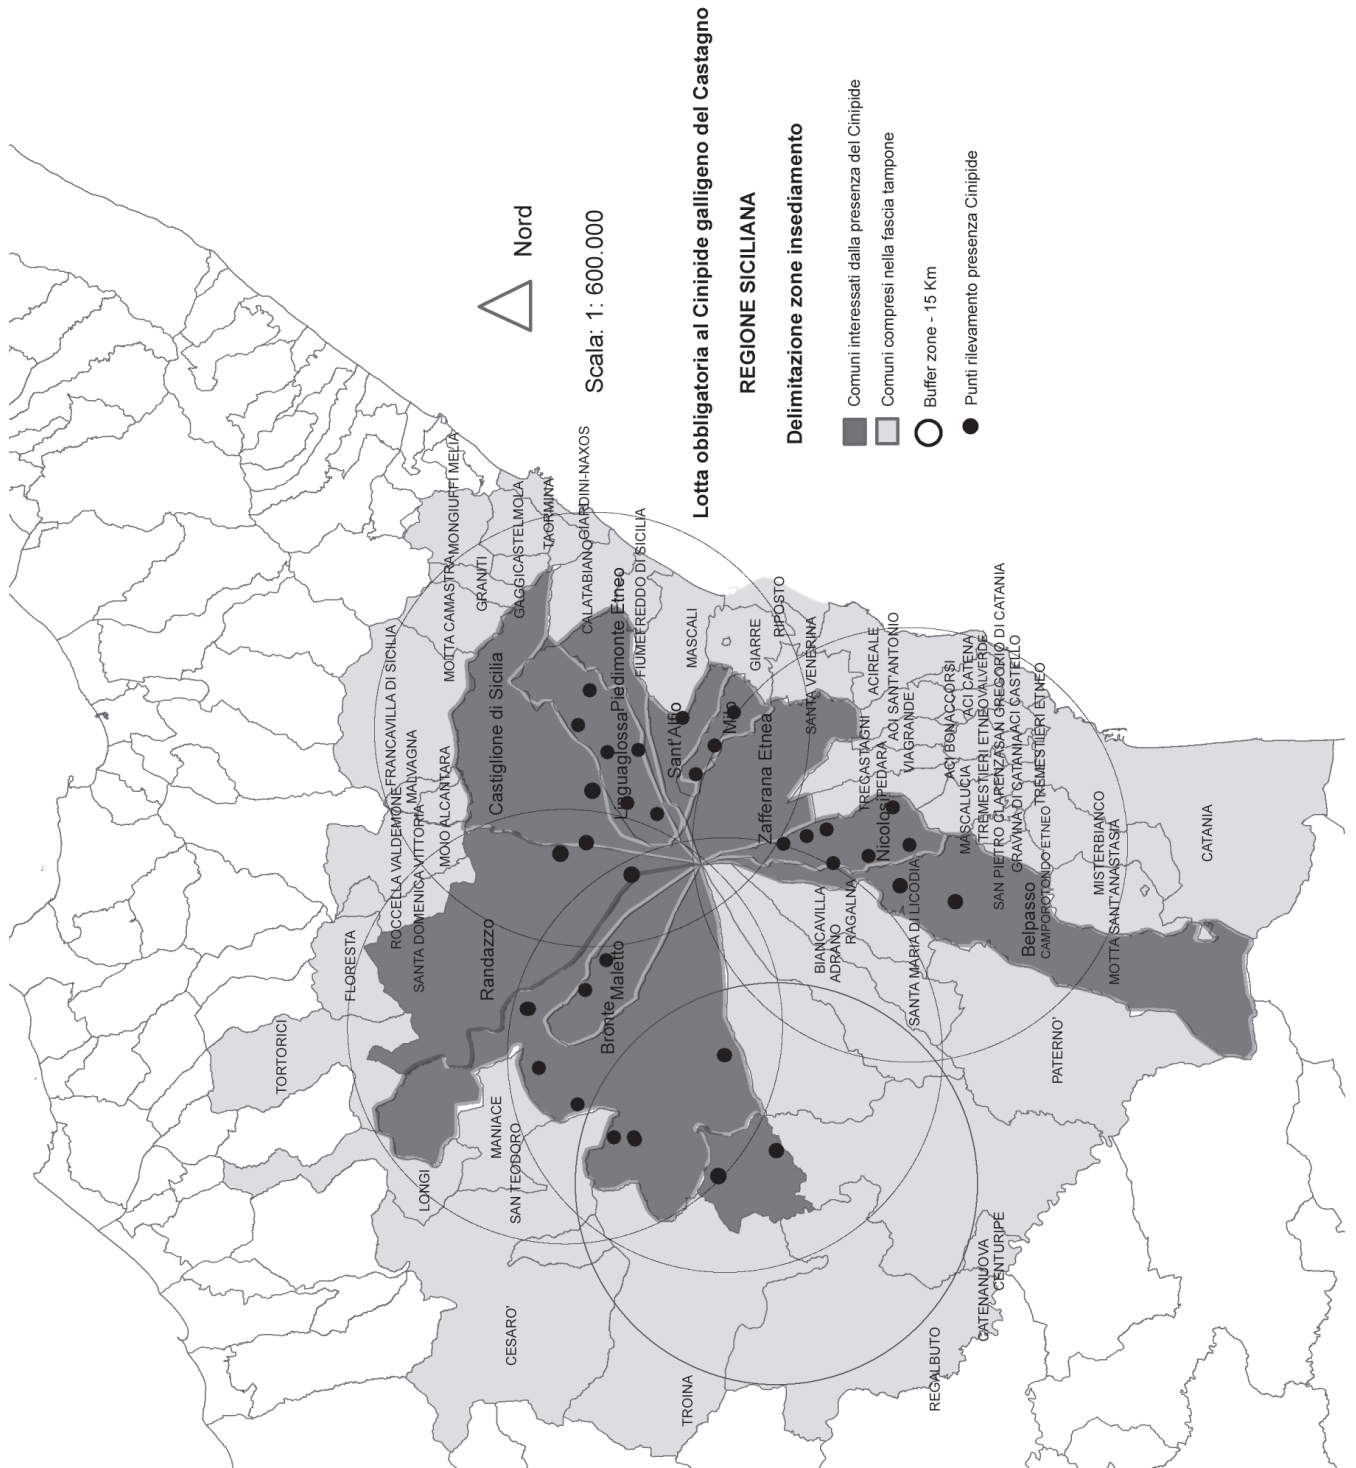 Nord
Scala: 1: 600.000
Lotta obbligatoria al Cinipide galligeno del Castagno
REGIONE SICILIANA
Delimitazione zone insediamento
Comuni interessati dalla presenza del Cinipide
Comuni compresi nella fascia tampone
Buffer zone - 15 Km
Punti rilevamento presenza Cinipide
TORTORICI
FLORESTA
ROCCELLA VALDEMONE
FRANCAVILLA DI SICILIA
SANTA DOMENICA VITTORIA
MALVAGNA
MOIO ALCANTARA
MOTTA CAMASTRA
MONGIUFFI MELIA
GRANITI
GAGGI
CASTELMOLA
TAORMINA
CALATABIANO
GIARDINI-NAXOS
Castiglione di Sicilia
Randazzo
LONGI
MANIACE
SAN TEODORO
CESARO'
TROINA
Bronte
Maletto
Linguaglossa
Piedimonte Etneo
FIUMEFREDDO DI SICILIA
Sant'Alfio
MASCALI
Milo
GIARRE
RIPOSTO
Zafferana Etnea
SANTA VENERINA
TRECASTAGNI
ACIREALE
PEDARA
ACI SANT'ANTONIO
Nicolosi
VIAGRANDE
BIANCAVILLA
ADRANO
RAGALNA
SANTA MARIA DI LICODIA
ACI BONACCORSI
MASCALUCIA
ACI CATENA
TREMESTIERI ETNEO
VALVERDE
SAN PIETRO CLARENZA
SAN GREGORIO DI CATANIA
GRAVINA DI CATANIA
ACI CASTELLO
Belpasso
CAMPOROTONDO ETNEO
TREMESTIERI ETNEO
PATERNO'
MISTERBIANCO
MOTTA SANT'ANASTASIA
CATANIA
REGALBUTO
CATENANUOVA
CENTURIPE